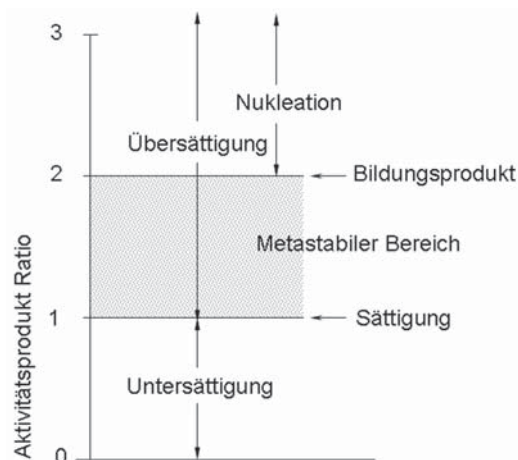 3
Nukleation
Übersättigung
2
Bildungsprodukt
Metastabiler Bereich
1
Sättigung
Untersättigung
0
Aktivitätsprodukt Ratio